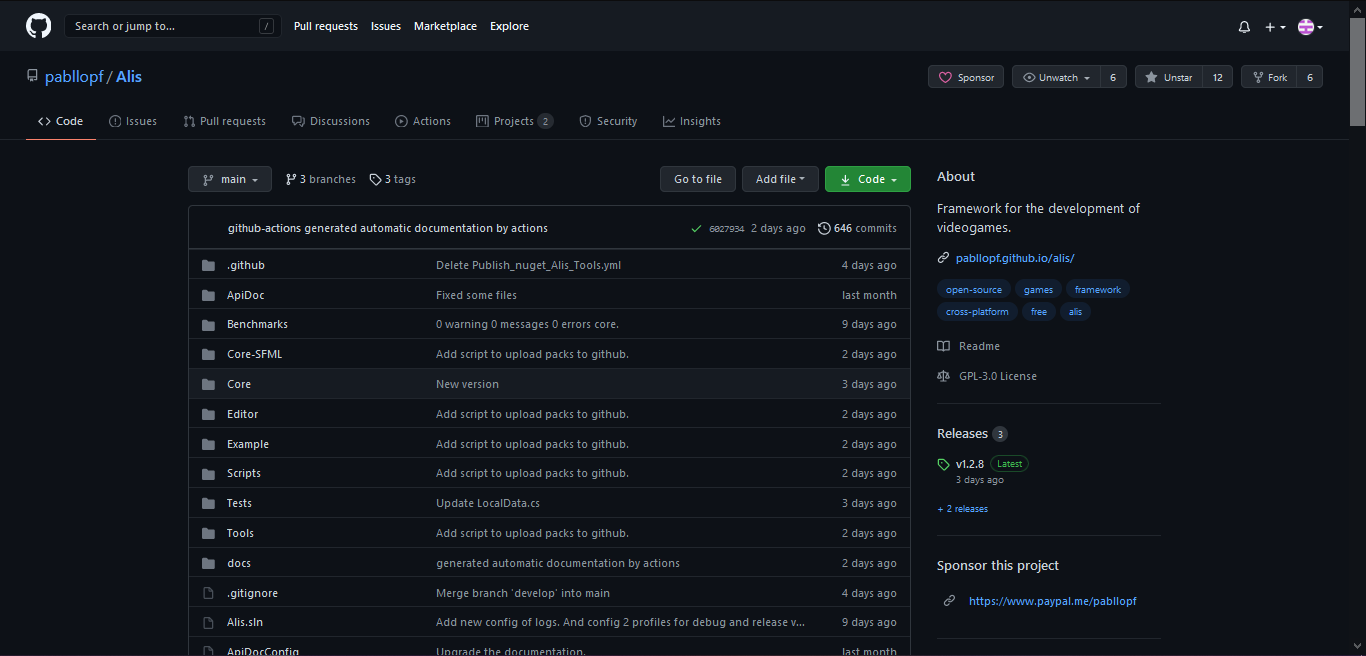 Search or jump to... /
Pull requests Issues Marketplace Explore
pabllopf / Alis
Sponsor Unwatch 6 Unstar 12 Fork 6
Code Issues Pull requests Discussions Actions Projects 2 Security Insights
main 3 branches 3 tags Go to file Add file Code
github-actions generated automatic documentation by actions 6027934 2 days ago 646 commits
.github Delete Publish_nuget_Alis_Tools.yml 4 days ago
ApiDoc Fixed some files last month
Benchmarks 0 warning 0 messages 0 errors core. 9 days ago
Core-SFML Add script to upload packs to github. 2 days ago
Core New version 3 days ago
Editor Add script to upload packs to github. 2 days ago
Example Add script to upload packs to github. 2 days ago
Scripts Add script to upload packs to github. 2 days ago
Tests Update LocalData.cs 3 days ago
Tools Add script to upload packs to github. 2 days ago
docs generated automatic documentation by actions 2 days ago
.gitignore Merge branch `develop` into main 4 days ago
Alis.sln Add new config of logs. And config 2 profiles for debug and release v... 9 days ago
ApiDocConfig Upgrade the documentation. last month
About
Framework for the development of
videogames.
pabllopf.github.io/alis/
open-source games framework
cross-platform free alis
Readme
GPL-3.0 License
Releases 3
v1.2.8 Latest
3 days ago
+ 2 releases
Sponsor this project
https://www.paypal.me/pabllopf